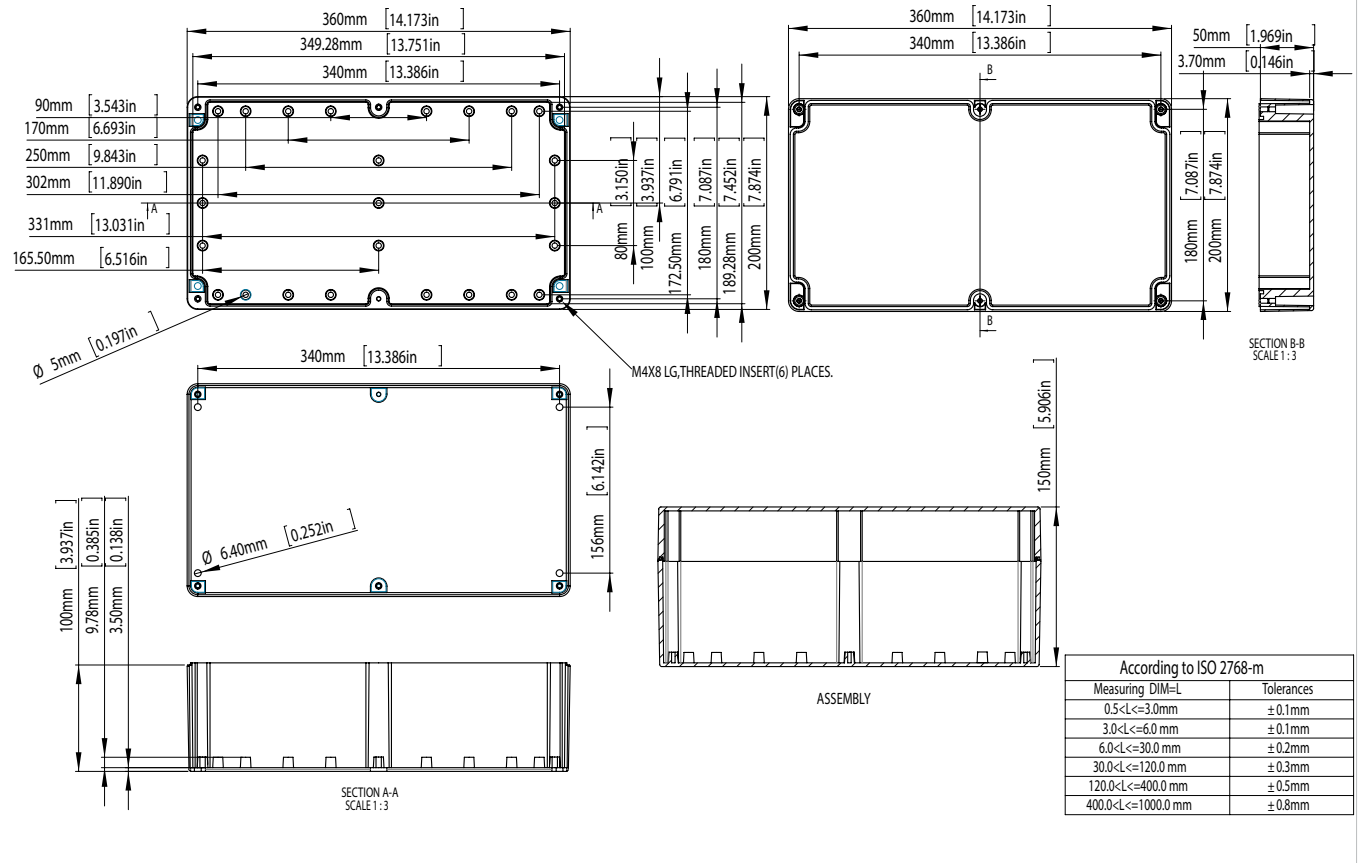 360mm [14.173in]
349.28mm [13.751in]
340mm [13.386in]
90mm [3.543in]
170mm [6.693in]
250mm [9.843in]
302mm [11.890in]
331mm [13.031in]
165.50mm [6.516in]
Ø 5mm [0.197in]
A
A
80mm [3.150in]
100mm [3.937in]
172.50mm [6.791in]
180mm [7.087in]
189.28mm [7.452in]
200mm [7.874in]
M4X8 LG,THREADED INSERT(6) PLACES.
360mm [14.173in]
340mm [13.386in]
B
B
180mm [7.087in]
200mm [7.874in]
50mm [1.969in]
3.70mm [0.146in]
SECTION B-B
SCALE 1 : 3
340mm [13.386in]
156mm [6.142in]
Ø 6.40mm [0.252in]
100mm [3.937in]
9.78mm [0.385in]
3.50mm [0.138in]
SECTION A-A
SCALE 1 : 3
150mm [5.906in]
ASSEMBLY
According to ISO 2768-m
Measuring DIM=L Tolerances
0.5<L<=3.0mm ±0.1mm
3.0<L<=6.0 mm ±0.1mm
6.0<L<=30.0 mm ±0.2mm
30.0<L<=120.0 mm ±0.3mm
120.0<L<=400.0 mm ±0.5mm
400.0<L<=1000.0 mm ±0.8mm